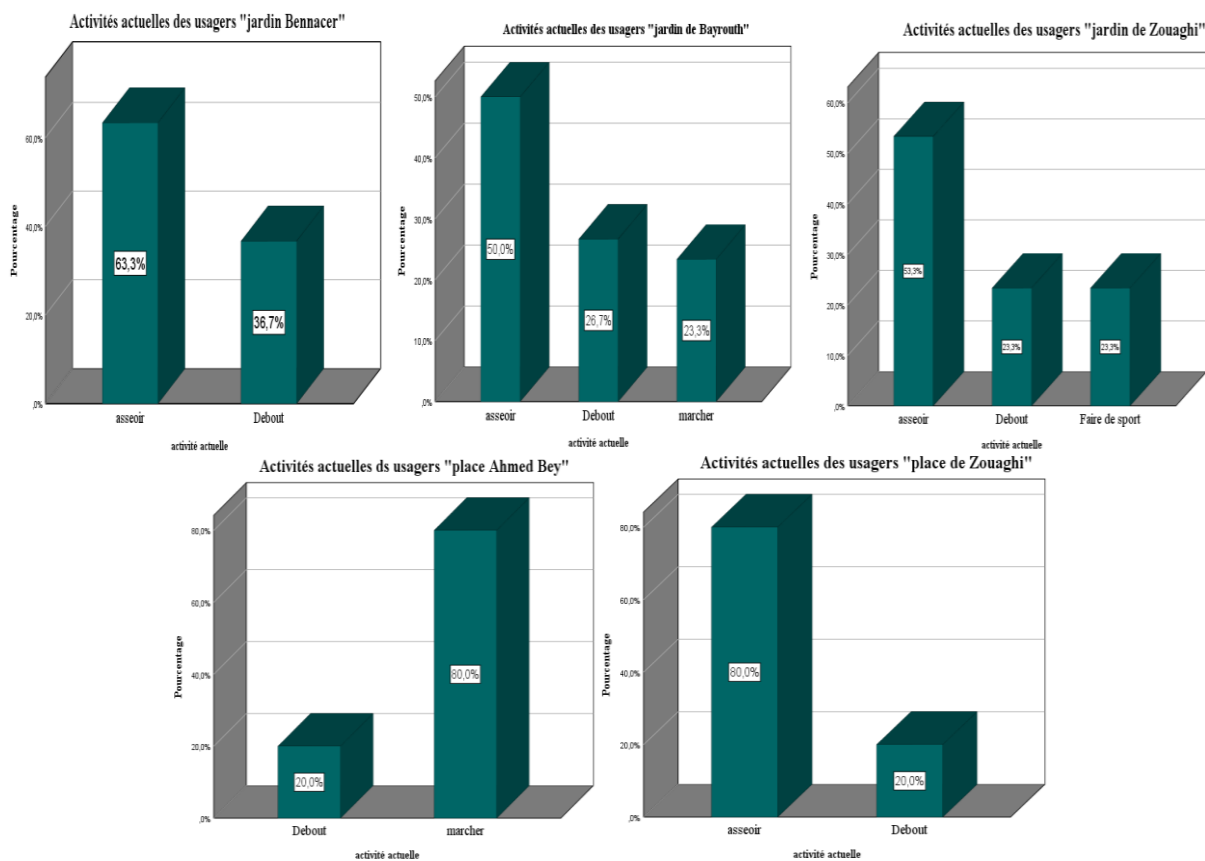 Activités actuelles des usagers "jardin Bennacer"
Pourcentage
60,0%
40,0%
20,0%
,0%
63,3%
36,7%
asseoir Debout
activité actuelle
Activités actuelles des usagers "jardin de Bayrouth"
Pourcentage
50,0%
40,0%
30,0%
20,0%
10,0%
,0%
50,0%
26,7%
23,3%
asseoir Debout marcher
activité actuelle
Activités actuelles des usagers "jardin de Zouaghi"
Pourcentage
60,0%
50,0%
40,0%
30,0%
20,0%
10,0%
,0%
53,3%
23,3%
23,3%
asseoir Debout Faire de sport
activité actuelle
Activités actuelles ds usagers "place Ahmed Bey"
Pourcentage
80,0%
60,0%
40,0%
20,0%
,0%
20,0%
80,0%
Debout marcher
activité actuelle
Activités actuelles des usagers "place de Zouaghi"
Pourcentage
80,0%
60,0%
40,0%
20,0%
,0%
80,0%
20,0%
asseoir Debout
activité actuelle